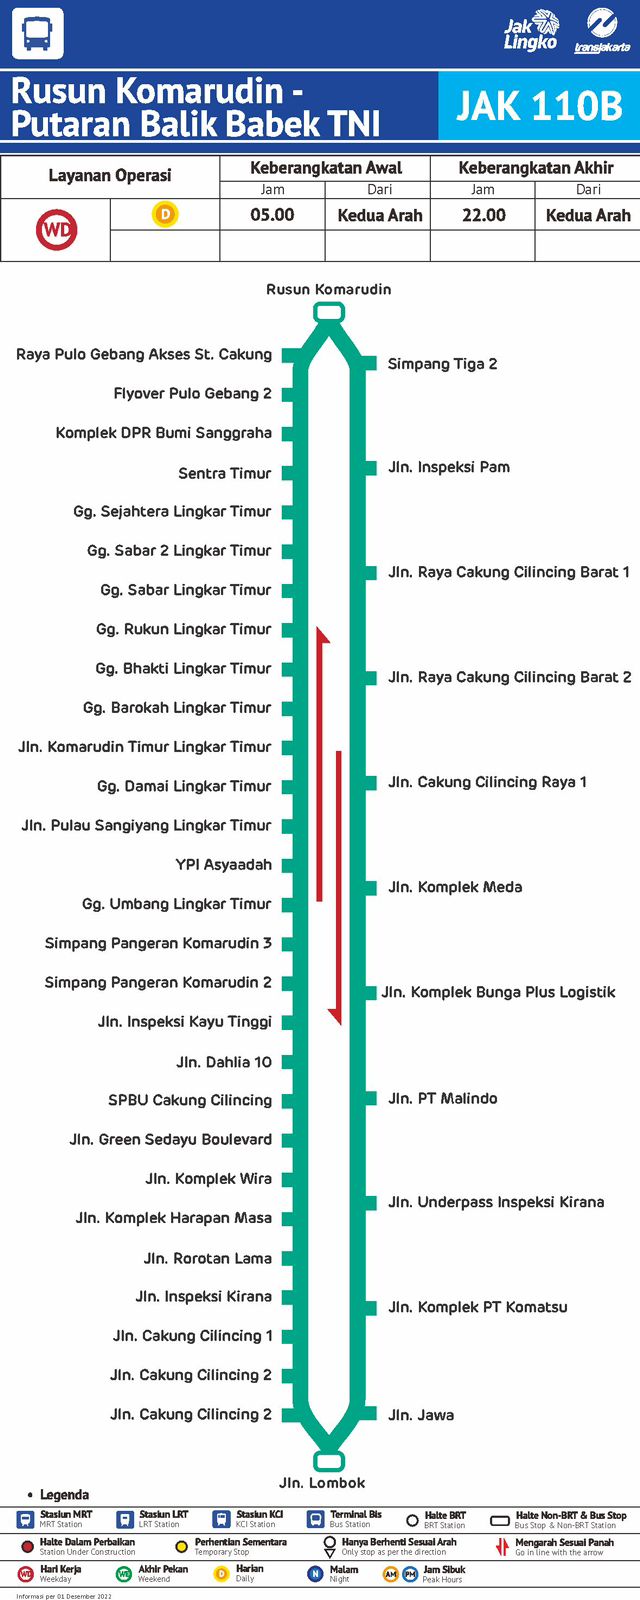 Jak
Lingko
transjakarta
Rusun Komarudin -
Putaran Balik Babek TNI
JAK 110B
Layanan Operasi
Keberangkatan Awal
Keberangkatan Akhir
Jam
Dari
Jam
Dari
WD
D
05.00
Kedua Arah
22.00
Kedua Arah
Rusun Komarudin
Raya Pulo Gebang Akses St. Cakung
Flyover Pulo Gebang 2
Komplek DPR Bumi Sanggraha
Sentra Timur
Gg. Sejahtera Lingkar Timur
Gg. Sabar 2 Lingkar Timur
Gg. Sabar Lingkar Timur
Gg. Rukun Lingkar Timur
Gg. Bhakti Lingkar Timur
Gg. Barokah Lingkar Timur
Jln. Komarudin Timur Lingkar Timur
Gg. Damai Lingkar Timur
Jln. Pulau Sangiyang Lingkar Timur
YPI Asyaadah
Gg. Umbang Lingkar Timur
Simpang Pangeran Komarudin 3
Simpang Pangeran Komarudin 2
Jln. Inspeksi Kayu Tinggi
Jln. Dahlia 10
SPBU Cakung Cilincing
Jln. Green Sedayu Boulevard
Jln. Komplek Wira
Jln. Komplek Harapan Masa
Jln. Rorotan Lama
Jln. Inspeksi Kirana
Jln. Cakung Cilincing 1
Jln. Cakung Cilincing 2
Jln. Cakung Cilincing 2
Simpang Tiga 2
Jln. Inspeksi Pam
Jln. Raya Cakung Cilincing Barat 1
Jln. Raya Cakung Cilincing Barat 2
Jln. Cakung Cilincing Raya 1
Jln. Komplek Meda
Jln. Komplek Bunga Plus Logistik
Jln. PT Malindo
Jln. Underpass Inspeksi Kirana
Jln. Komplek PT Komatsu
Jln. Jawa
Jln. Lombok
• Legenda
Stasiun MRT
MRT Station
Stasiun LRT
LRT Station
Stasiun KCI
KCI Station
Terminal Bis
Bus Station
Halte BRT
BRT Station
Halte Non-BRT & Bus Stop
Bus Stop & Non-BRT Station
Halte Dalam Perbaikan
Station Under Construction
Perhentian Sementara
Temporary Stop
Hanya Berhenti Sesuai Arah
Only stop as per the direction
Mengarah Sesuai Panah
Go in line with the arrow
WD
Hari Kerja
Weekday
WE
Akhir Pekan
Weekend
D
Harian
Daily
N
Malam
Night
AM
PM
Jam Sibuk
Peak Hours
Informasi per 01 Desember 2022